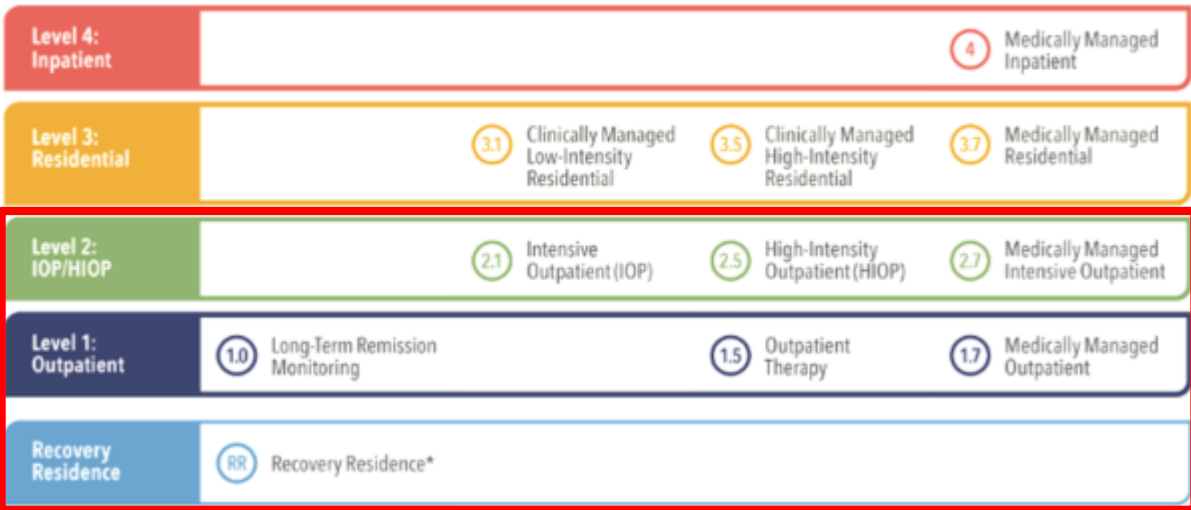 Level 4:
Inpatient
4
Medically Managed
Inpatient
Level 3:
Residential
3.1
Clinically Managed
Low-Intensity
Residential
3.5
Clinically Managed
High-Intensity
Residential
3.7
Medically Managed
Residential
Level 2:
IOP/HIOP
2.1
Intensive
Outpatient (IOP)
2.5
High-Intensity
Outpatient (HIOP)
2.7
Medically Managed
Intensive Outpatient
Level 1:
Outpatient
1.0
Long-Term Remission
Monitoring
1.5
Outpatient
Therapy
1.7
Medically Managed
Outpatient
Recovery
Residence
RR
Recovery Residence*